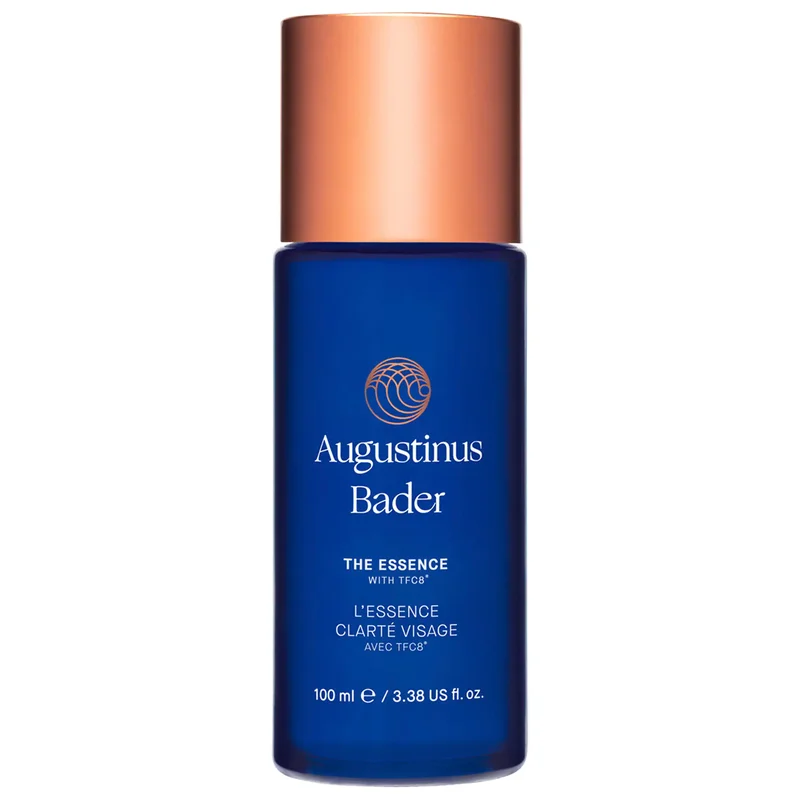 Augustinus
Bader
THE ESSENCE
WITH TFC8®
L'ESSENCE
CLARTÉ VISAGE
AVEC TFC8®
100 ml ℮ / 3.38 US fl. oz.